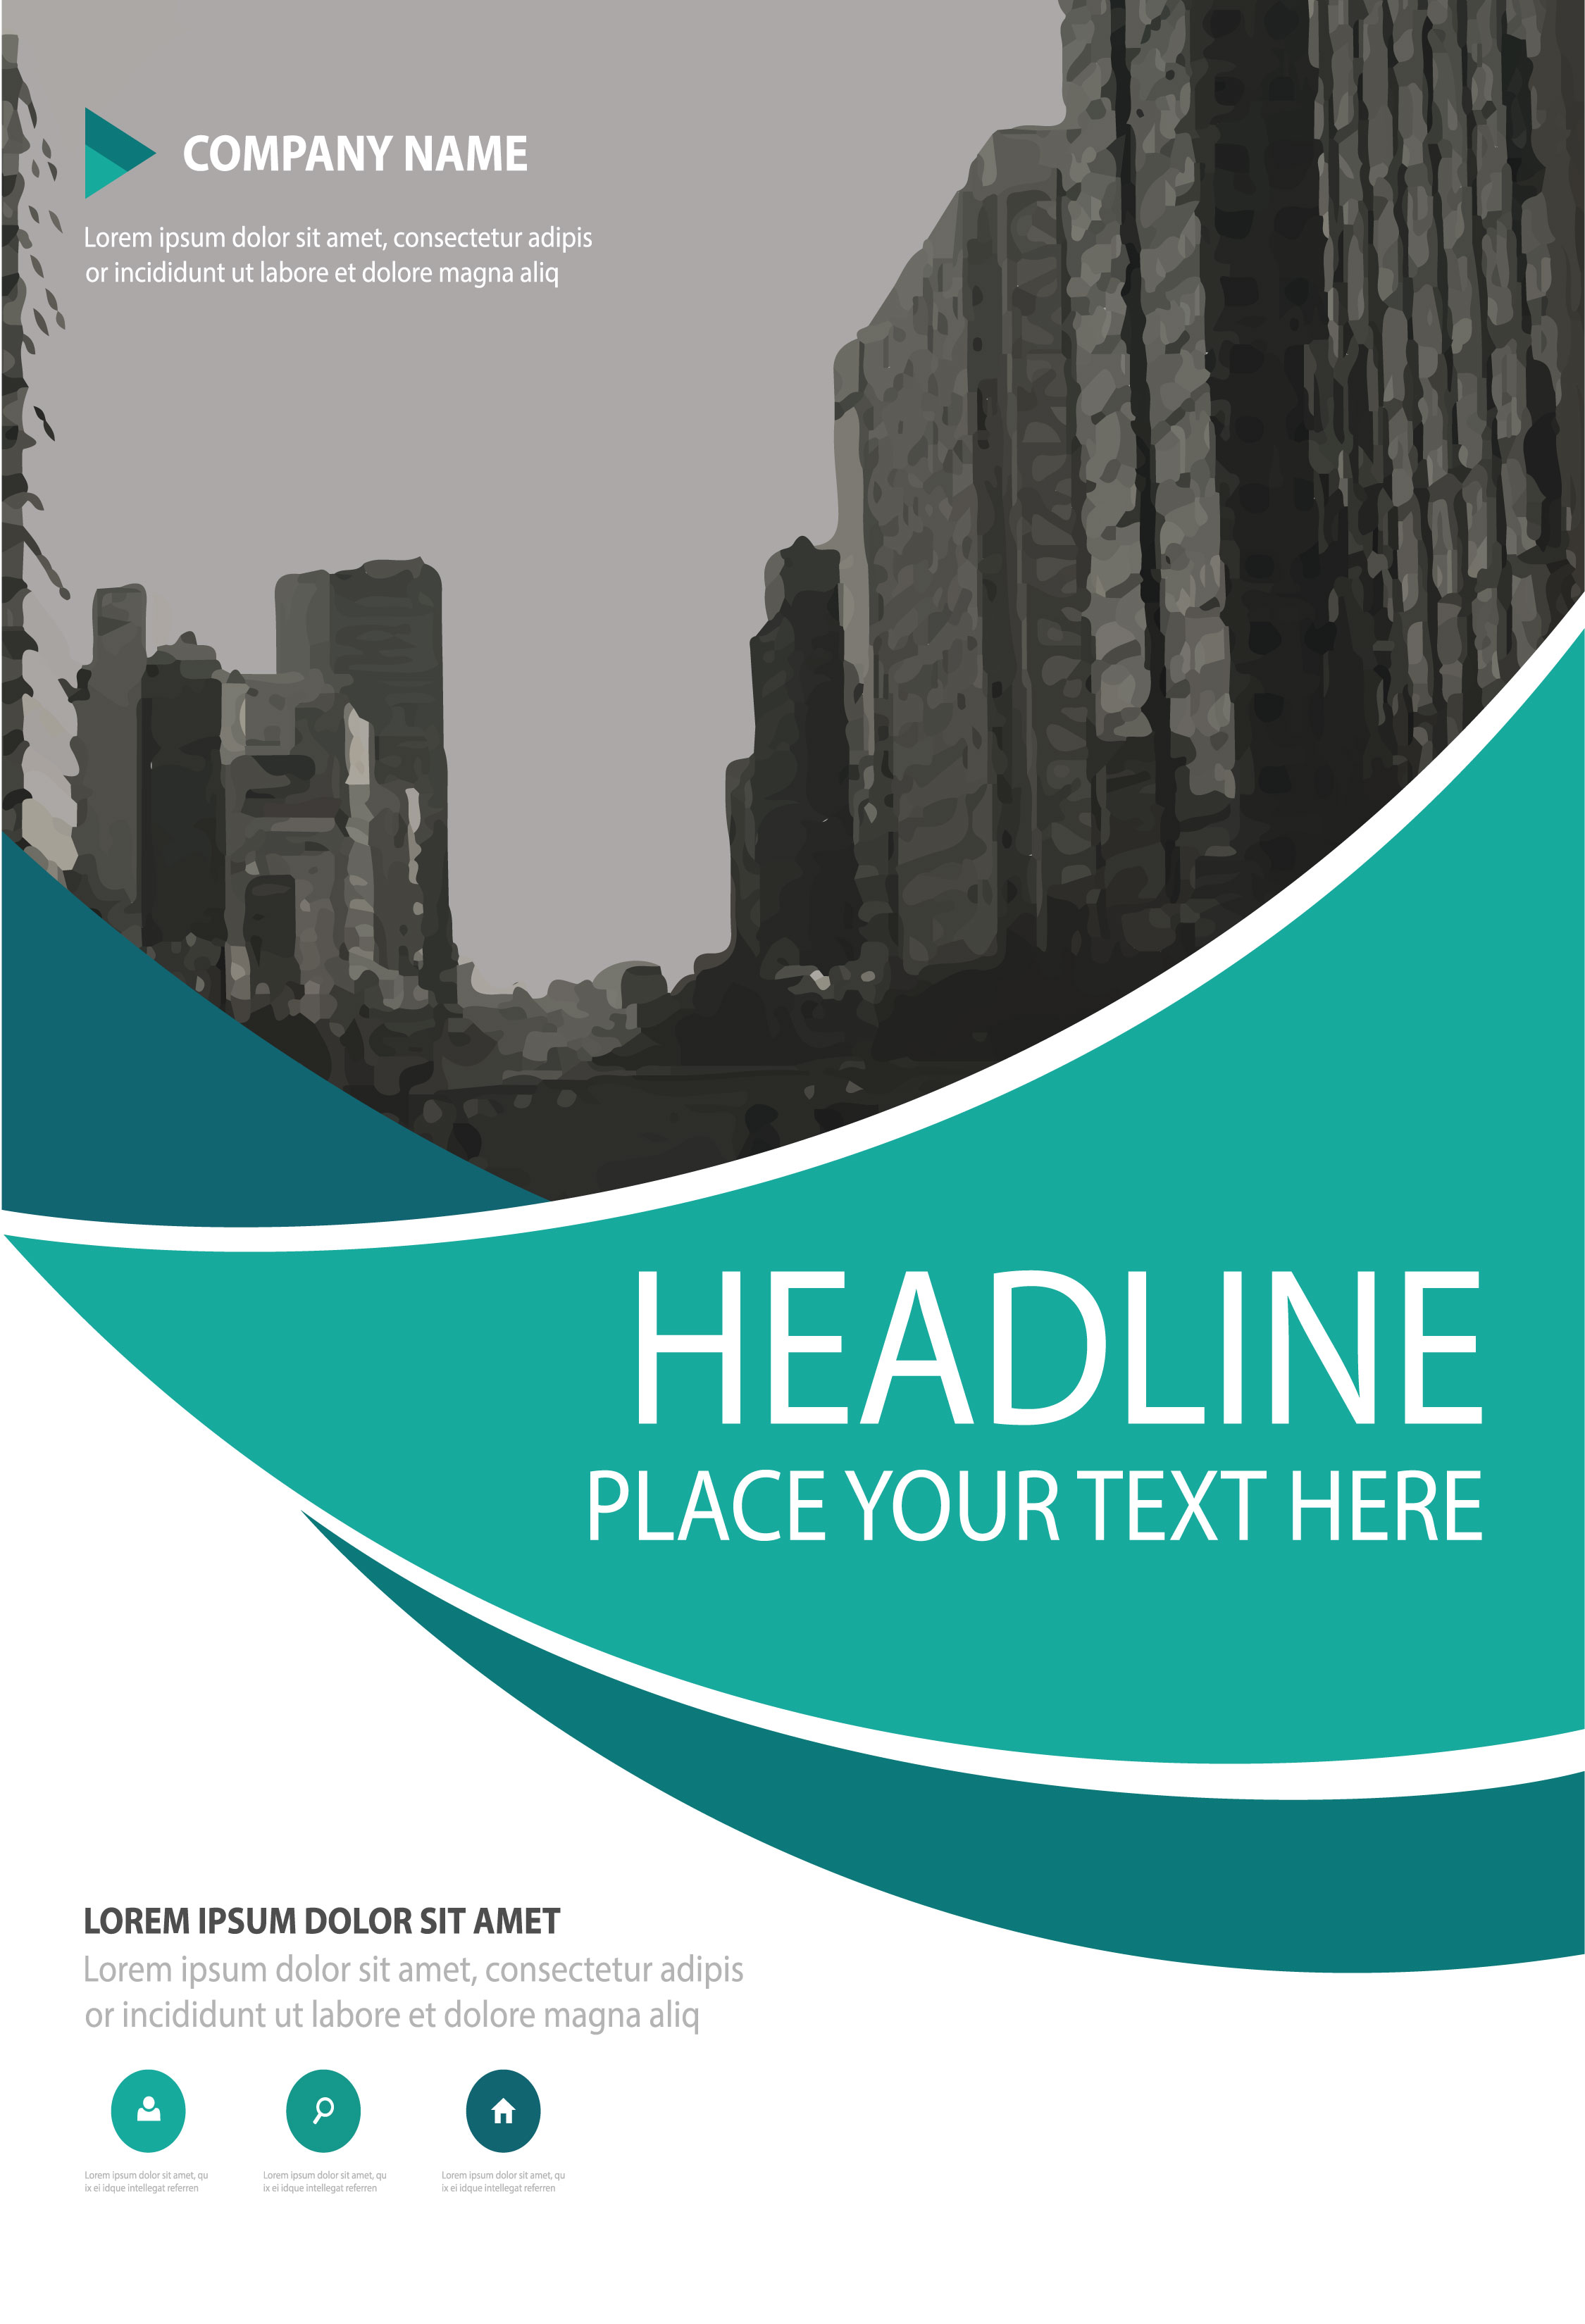 COMPANY NAME
Lorem ipsum dolor sit amet, consectetur adipis
or incididunt ut labore et dolore magna aliq
HEADLINE
PLACE YOUR TEXT HERE
LOREM IPSUM DOLOR SIT AMET
Lorem ipsum dolor sit amet, consectetur adipis
or incididunt ut labore et dolore magna aliq
Lorem ipsum dolor sit amet, qu
ix ei idque intellegat referren
Lorem ipsum dolor sit amet, qu
ix ei idque intellegat referren
Lorem ipsum dolor sit amet, qu
ix ei idque intellegat referren